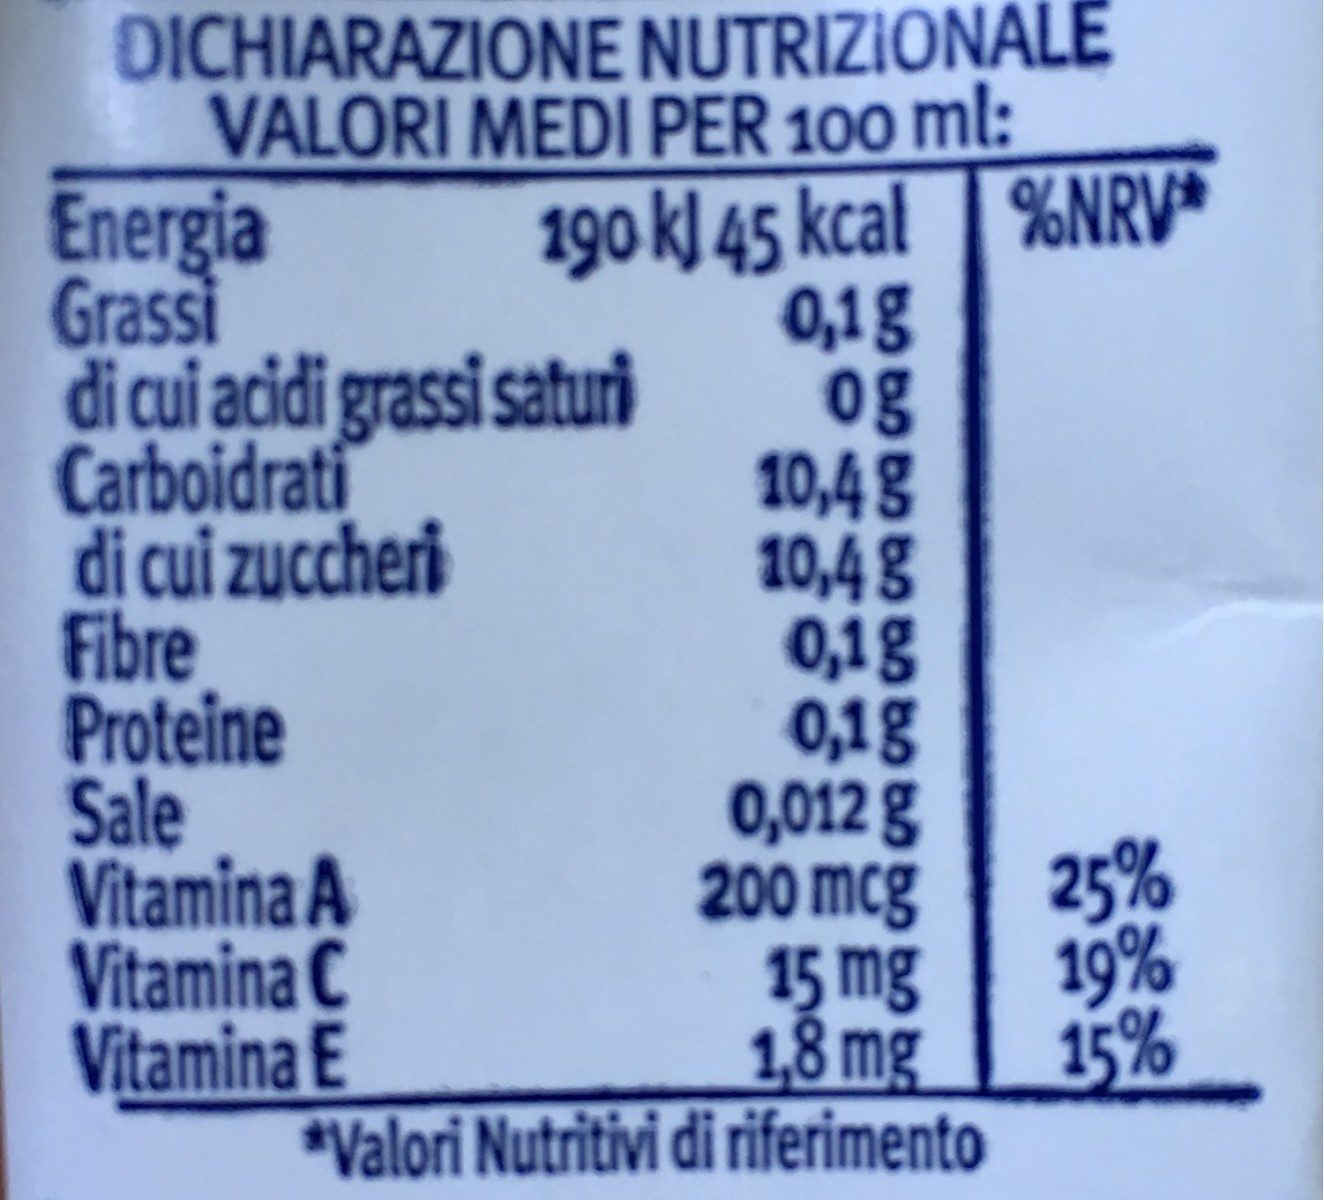 DICHIARAZIONE NUTRIZIONALE
VALORI MEDI PER 100 ml:
Energia 190 kJ 45 kcal %NRV*
Grassi 0,1 g
di cui acidi grassi saturi 0 g
Carboidrati 10,4 g
di cui zuccheri 10,4 g
Fibre 0,1 g
Proteine 0,1 g
Sale 0,012 g
Vitamina A 200 mcg 25%
Vitamina C 15 mg 19%
Vitamina E 1,8 mg 15%
*Valori Nutritivi di riferimento